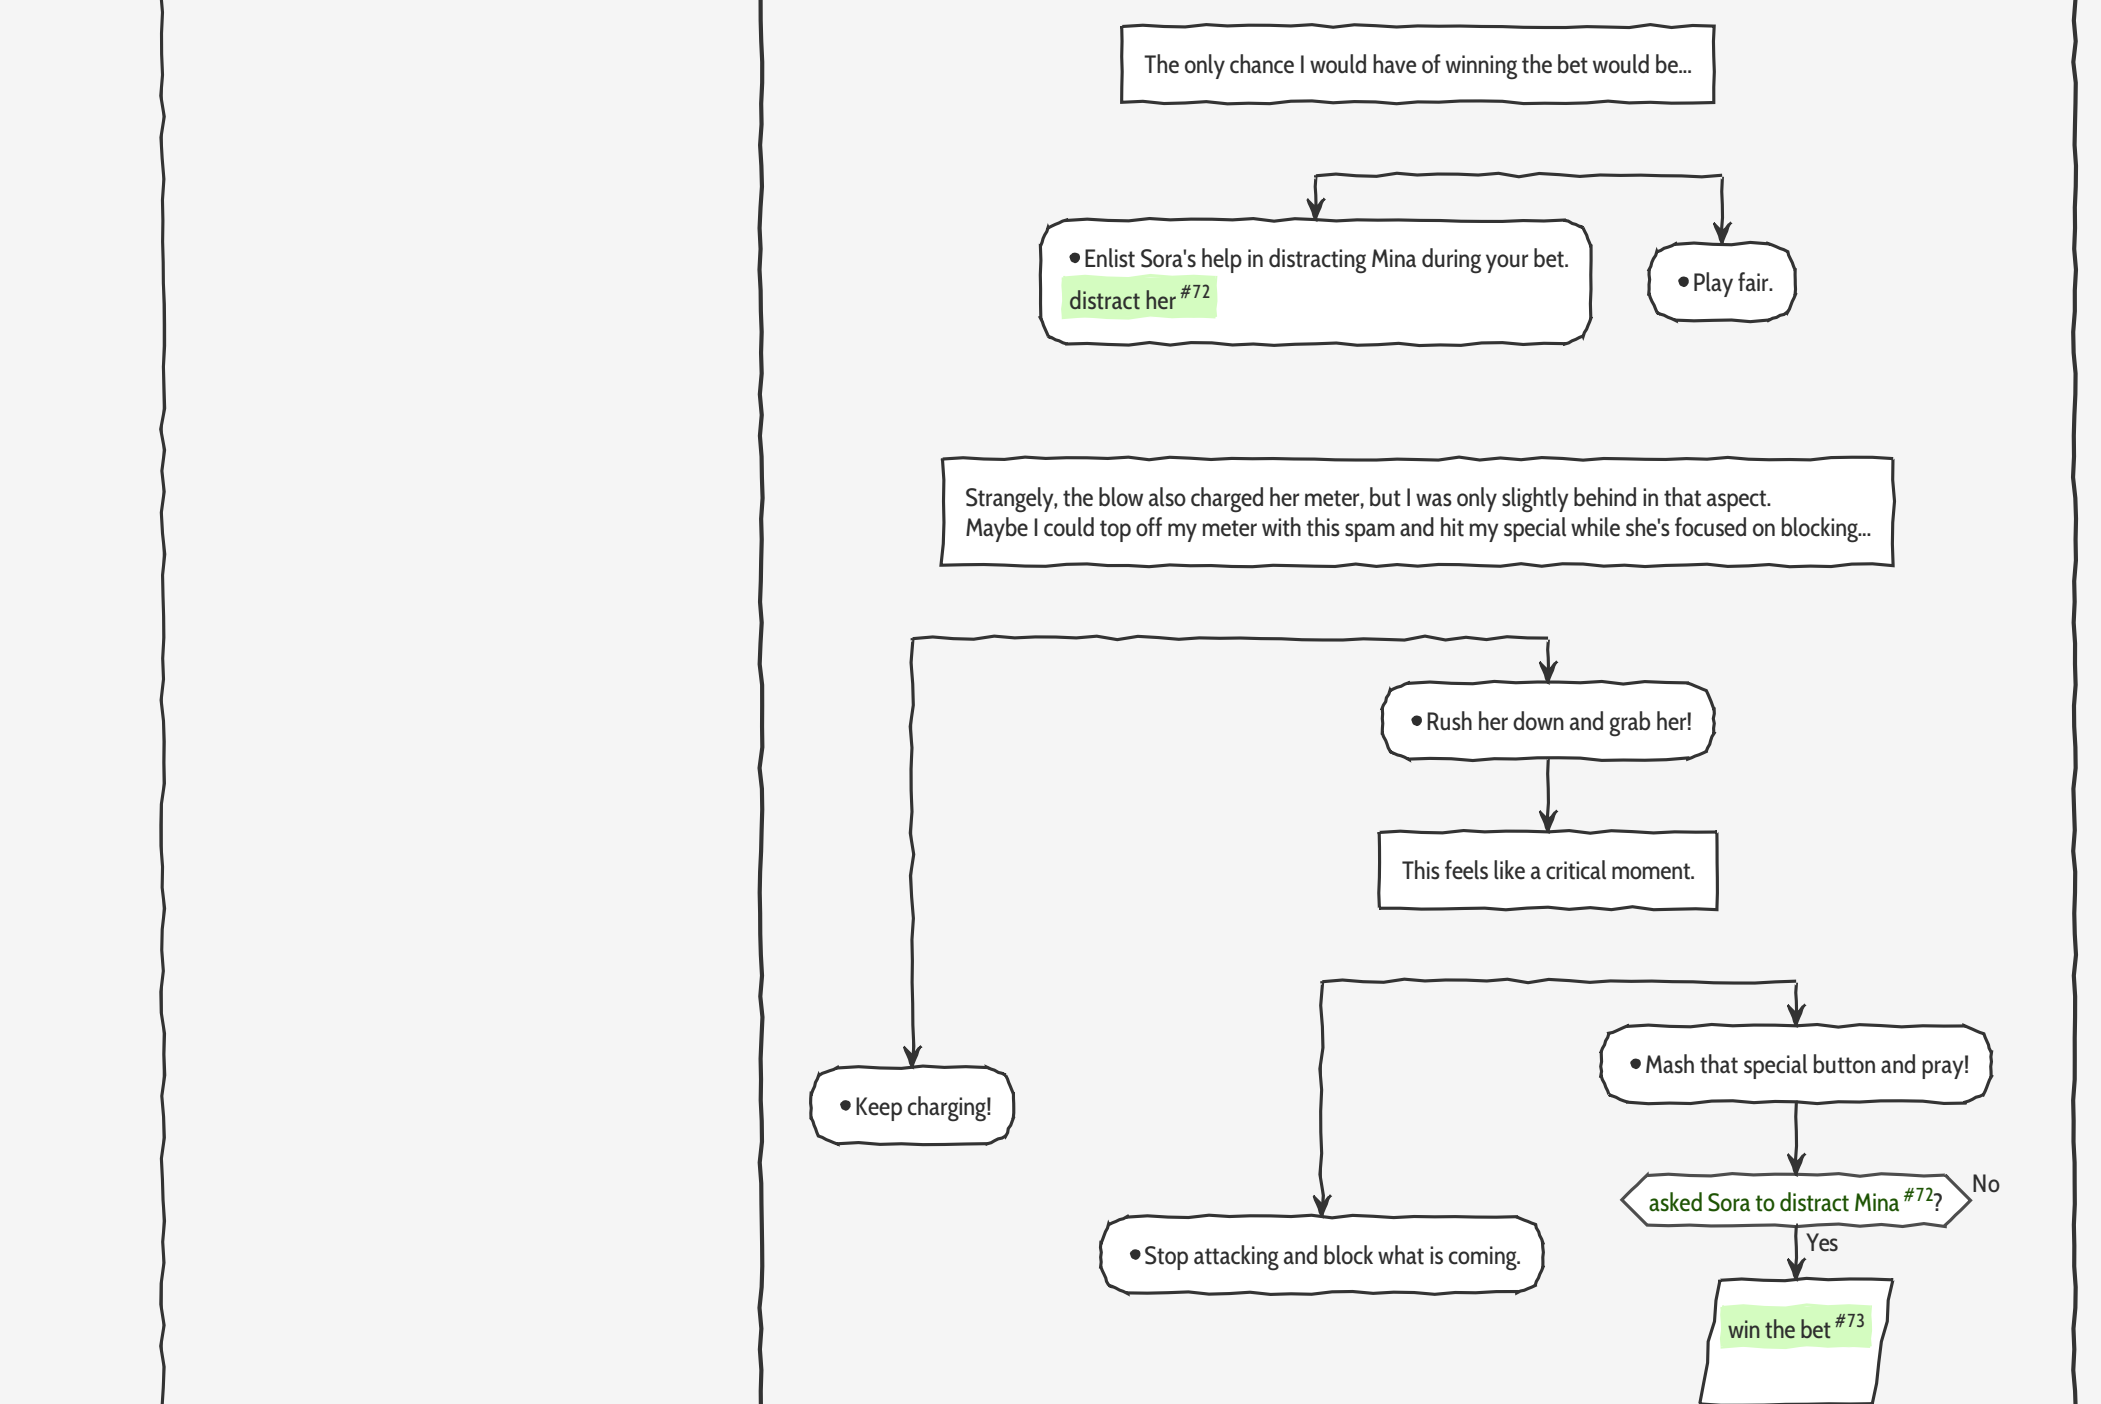 The only chance I would have of winning the bet would be...
•Enlist Sora's help in distracting Mina during your bet.
distract her #72
•Play fair.
Strangely, the blow also charged her meter, but I was only slightly behind in that aspect.
Maybe I could top off my meter with this spam and hit my special while she's focused on blocking...
•Rush her down and grab her!
This feels like a critical moment.
•Mash that special button and pray!
•Keep charging!
asked Sora to distract Mina #72?
No
Yes
•Stop attacking and block what is coming.
win the bet #73